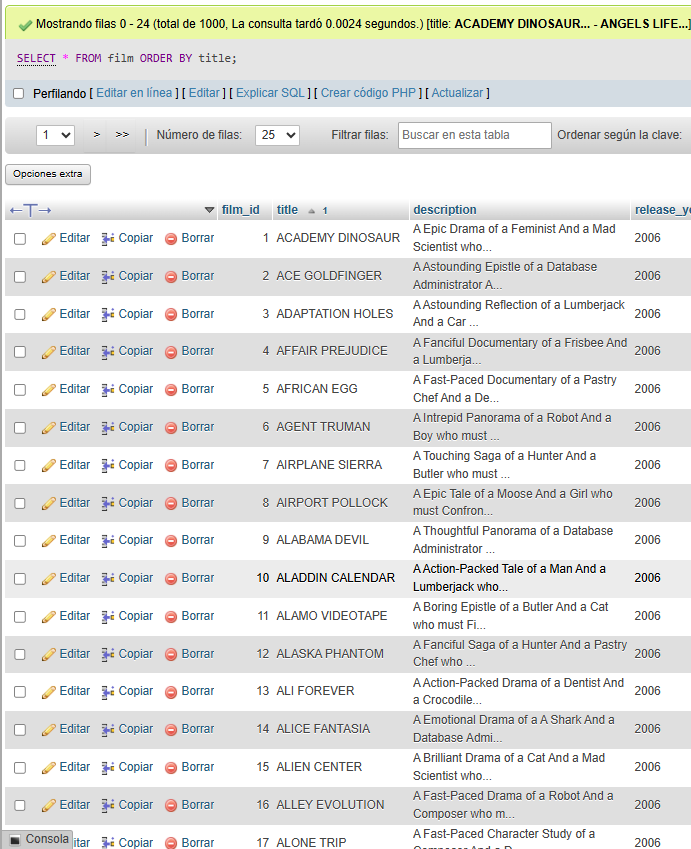 Mostrando filas 0 - 24 (total de 1000, La consulta tardó 0.0024 segundos.) [title: ACADEMY DINOSAUR... - ANGELS LIFE...]
SELECT * FROM film ORDER BY title;
Perfilando [ Editar en línea ] [ Editar ] [ Explicar SQL ] [ Crear código PHP ] [ Actualizar ]
1 > >> | Número de filas: 25 Filtrar filas: Buscar en esta tabla Ordenar según la clave:
Opciones extra
←T→ film_id title 1 description release_ye
Editar Copiar Borrar 1 ACADEMY DINOSAUR A Epic Drama of a Feminist And a Mad 2006
Scientist who...
Editar Copiar Borrar 2 ACE GOLDFINGER A Astounding Epistle of a Database 2006
Administrator A...
Editar Copiar Borrar 3 ADAPTATION HOLES A Astounding Reflection of a Lumberjack 2006
And a Car ...
Editar Copiar Borrar 4 AFFAIR PREJUDICE A Fanciful Documentary of a Frisbee And 2006
a Lumberja...
Editar Copiar Borrar 5 AFRICAN EGG A Fast-Paced Documentary of a Pastry 2006
Chef And a De...
Editar Copiar Borrar 6 AGENT TRUMAN A Intrepid Panorama of a Robot And a 2006
Boy who must ...
Editar Copiar Borrar 7 AIRPLANE SIERRA A Touching Saga of a Hunter And a 2006
Butler who must ...
Editar Copiar Borrar 8 AIRPORT POLLOCK A Epic Tale of a Moose And a Girl who 2006
must Confron...
Editar Copiar Borrar 9 ALABAMA DEVIL A Thoughtful Panorama of a Database 2006
Administrator ...
Editar Copiar Borrar 10 ALADDIN CALENDAR A Action-Packed Tale of a Man And a 2006
Lumberjack who...
Editar Copiar Borrar 11 ALAMO VIDEOTAPE A Boring Epistle of a Butler And a Cat 2006
who must Fi...
Editar Copiar Borrar 12 ALASKA PHANTOM A Fanciful Saga of a Hunter And a Pastry 2006
Chef who ...
Editar Copiar Borrar 13 ALI FOREVER A Action-Packed Drama of a Dentist And 2006
a Crocodile...
Editar Copiar Borrar 14 ALICE FANTASIA A Emotional Drama of a A Shark And a 2006
Database Admi...
Editar Copiar Borrar 15 ALIEN CENTER A Brilliant Drama of a Cat And a Mad 2006
Scientist who...
Editar Copiar Borrar 16 ALLEY EVOLUTION A Fast-Paced Drama of a Robot And a 2006
Composer who m...
Consola itar Copiar Borrar 17 ALONE TRIP A Fast-Paced Character Study of a 2006